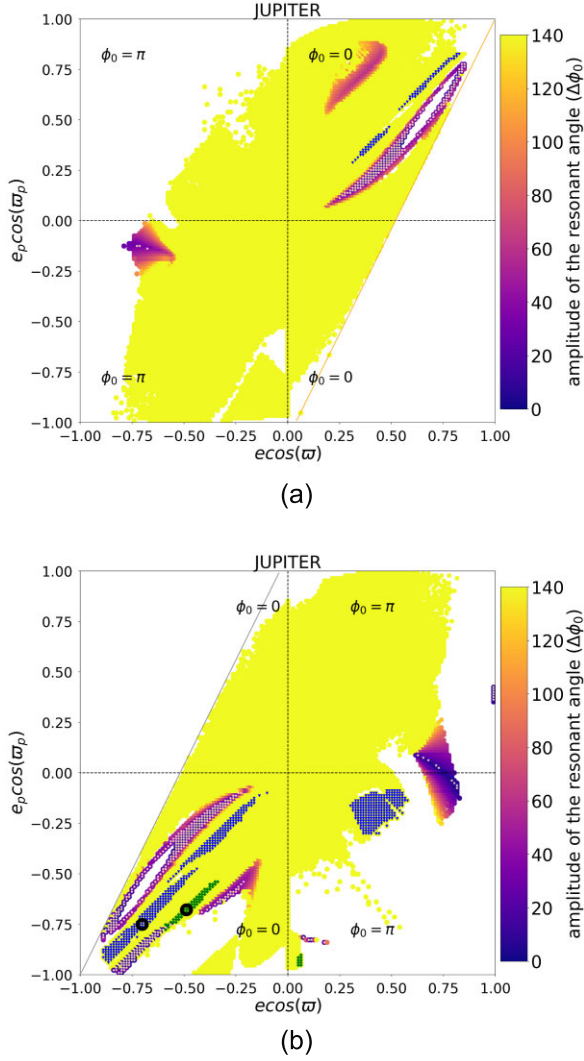 JUPITER
1.00
0.75
0.50
0.25
0.00
−0.25
−0.50
−0.75
−1.00
e_p cos(ϖ_p)
ϕ₀ = π
ϕ₀ = 0
ϕ₀ = π
ϕ₀ = 0
−1.00 −0.75 −0.50 −0.25 0.00 0.25 0.50 0.75 1.00
ecos(ϖ)
140
120
100
80
60
40
20
0
amplitude of the resonant angle (Δϕ₀)
(a)
JUPITER
1.00
0.75
0.50
0.25
0.00
−0.25
−0.50
−0.75
−1.00
e_p cos(ϖ_p)
ϕ₀ = 0
ϕ₀ = π
ϕ₀ = 0
ϕ₀ = π
−1.00 −0.75 −0.50 −0.25 0.00 0.25 0.50 0.75 1.00
ecos(ϖ)
140
120
100
80
60
40
20
0
amplitude of the resonant angle (Δϕ₀)
(b)